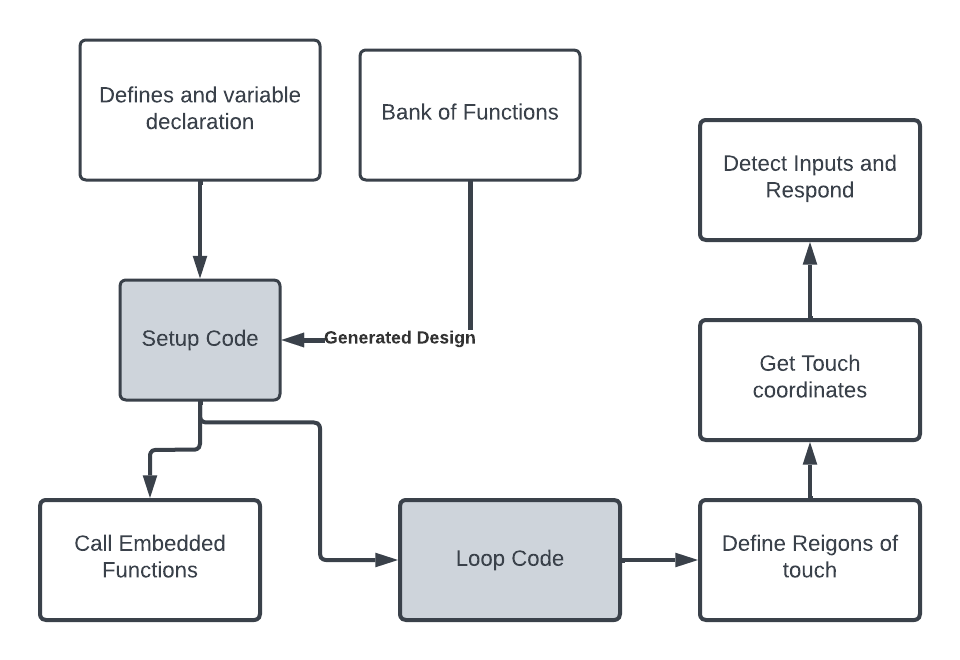 Defines and variable
declaration
Bank of Functions
Detect Inputs and
Respond
Setup Code
Generated Design
Get Touch
coordinates
Call Embedded
Functions
Loop Code
Define Reigons of
touch